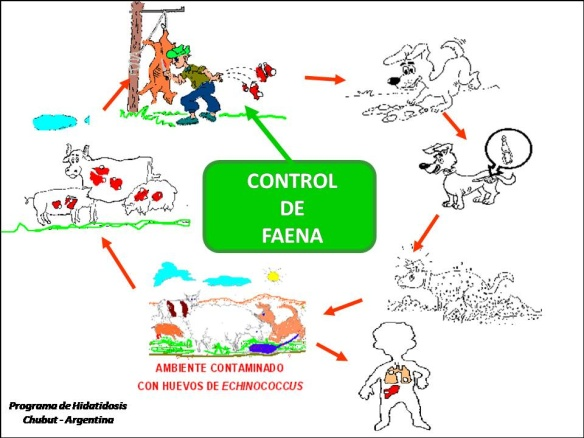 CONTROL
DE
FAENA
AMBIENTE CONTAMINADO
CON HUEVOS DE ECHINOCOCCUS
Programa de Hidatidosis
Chubut - Argentina